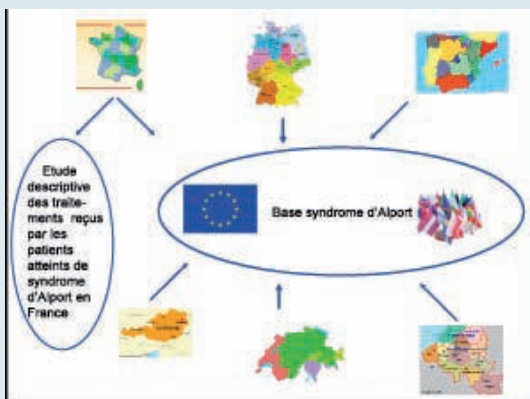 Etude
descriptive
des traite-
ments reçus
par les
patients
atteints de
syndrome
d'Alport en
France
Base syndrome d'Alport